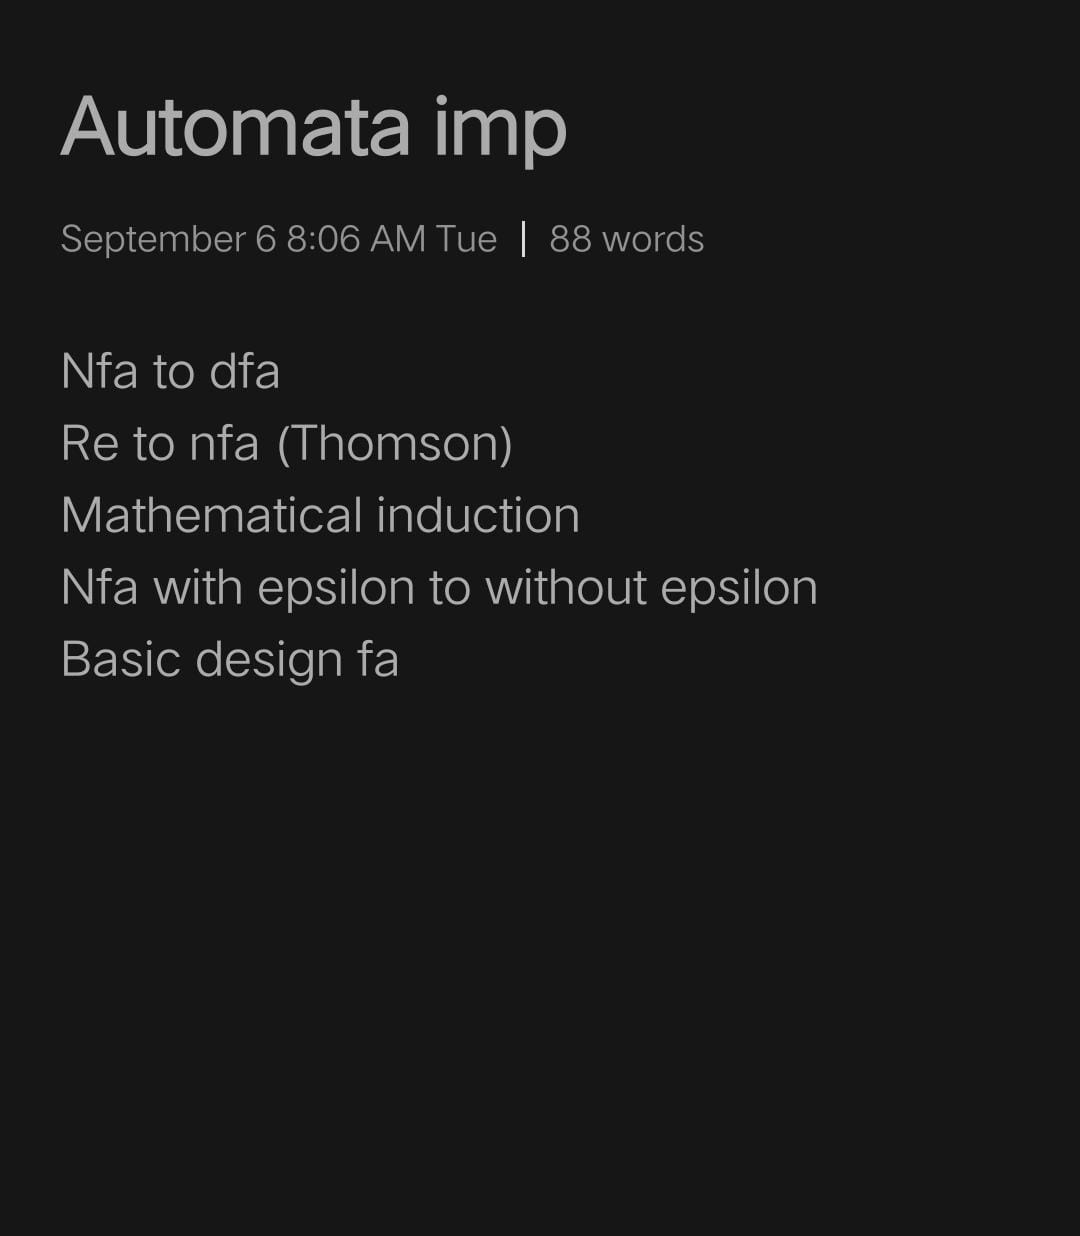 Automata imp
September 6 8:06 AM Tue | 88 words
Nfa to dfa
Re to nfa (Thomson)
Mathematical induction
Nfa with epsilon to without epsilon
Basic design fa